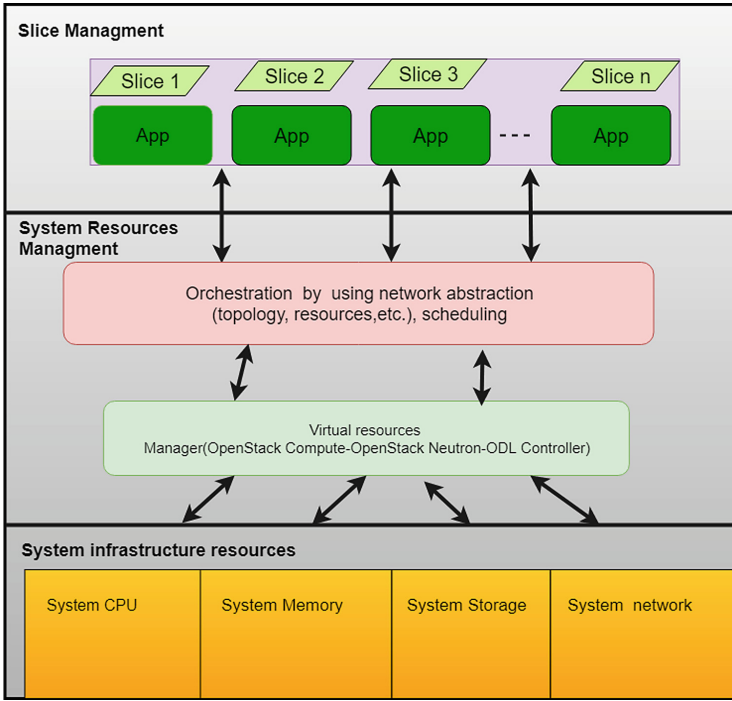 Slice Managment
Slice 1
Slice 2
Slice 3
Slice n
App
App
App
App
System Resources
Managment
Orchestration by using network abstraction
(topology, resources,etc.), scheduling
Virtual resources
Manager(OpenStack Compute-OpenStack Neutron-ODL Controller)
System infrastructure resources
System CPU
System Memory
System Storage
System network